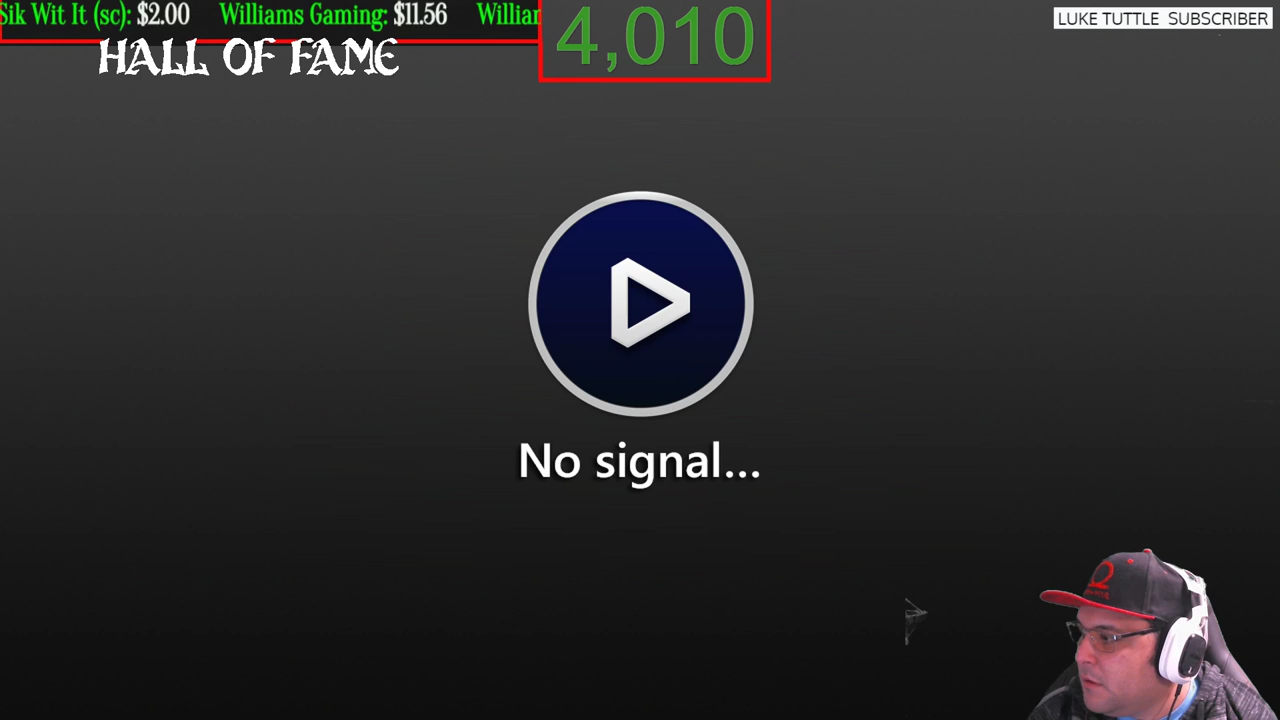 Sik Wit It (sc): $2.00 Williams Gaming: $11.56 Willian
4,010
LUKE TUTTLE SUBSCRIBER
HALL OF FAME
No signal...